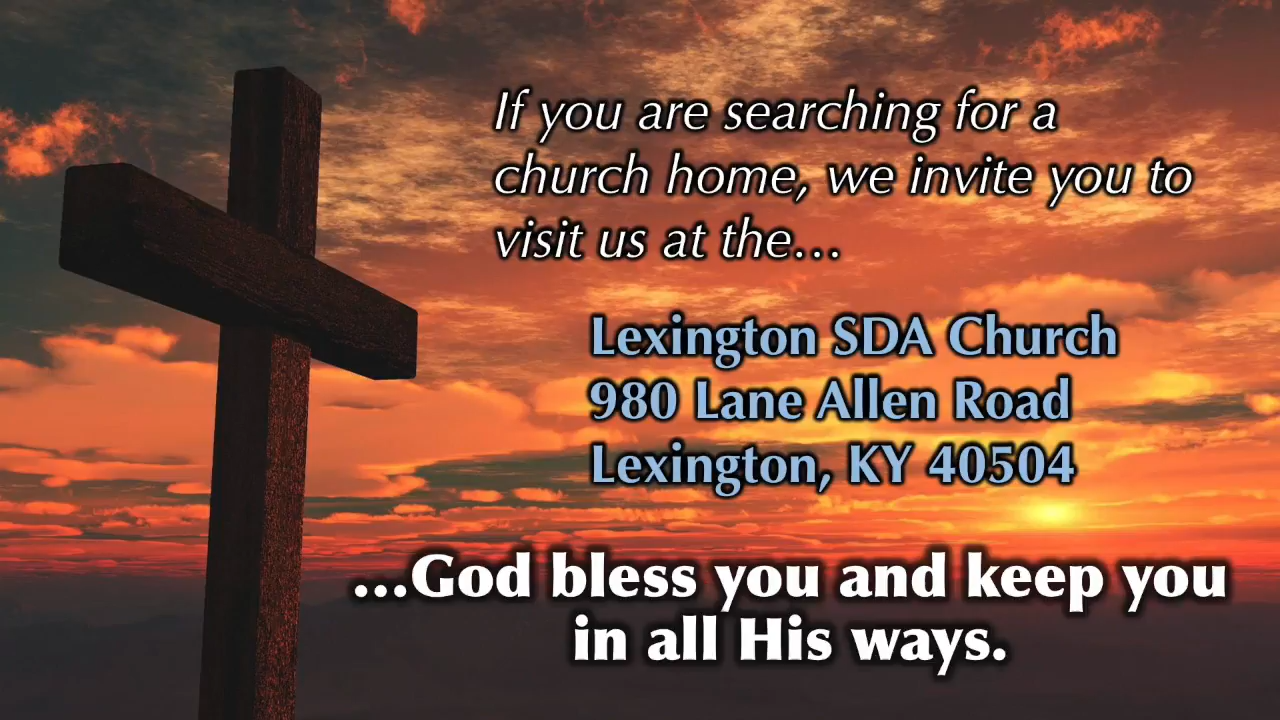 If you are searching for a
church home, we invite you to
visit us at the...
Lexington SDA Church
980 Lane Allen Road
Lexington, KY 40504
...God bless you and keep you
in all His ways.